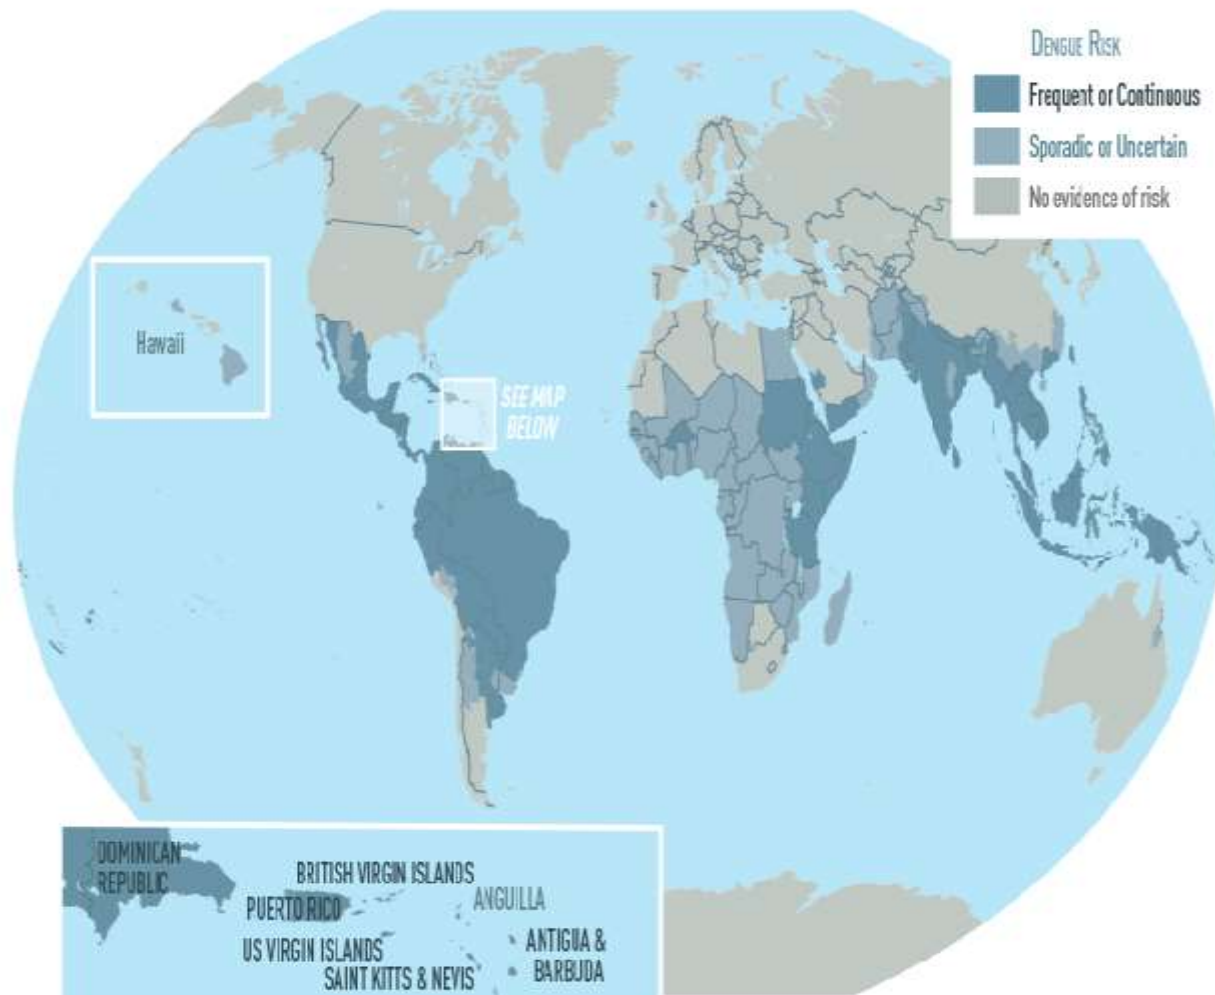 DENGUE RISK
Frequent or Continuous
Sporadic or Uncertain
No evidence of risk
Hawaii
SEE MAP
BELOW
DOMINICAN
REPUBLIC
BRITISH VIRGIN ISLANDS
PUERTO RICO
ANGUILLA
US VIRGIN ISLANDS
ANTIGUA &
BARBUDA
SAINT KITTS & NEVIS